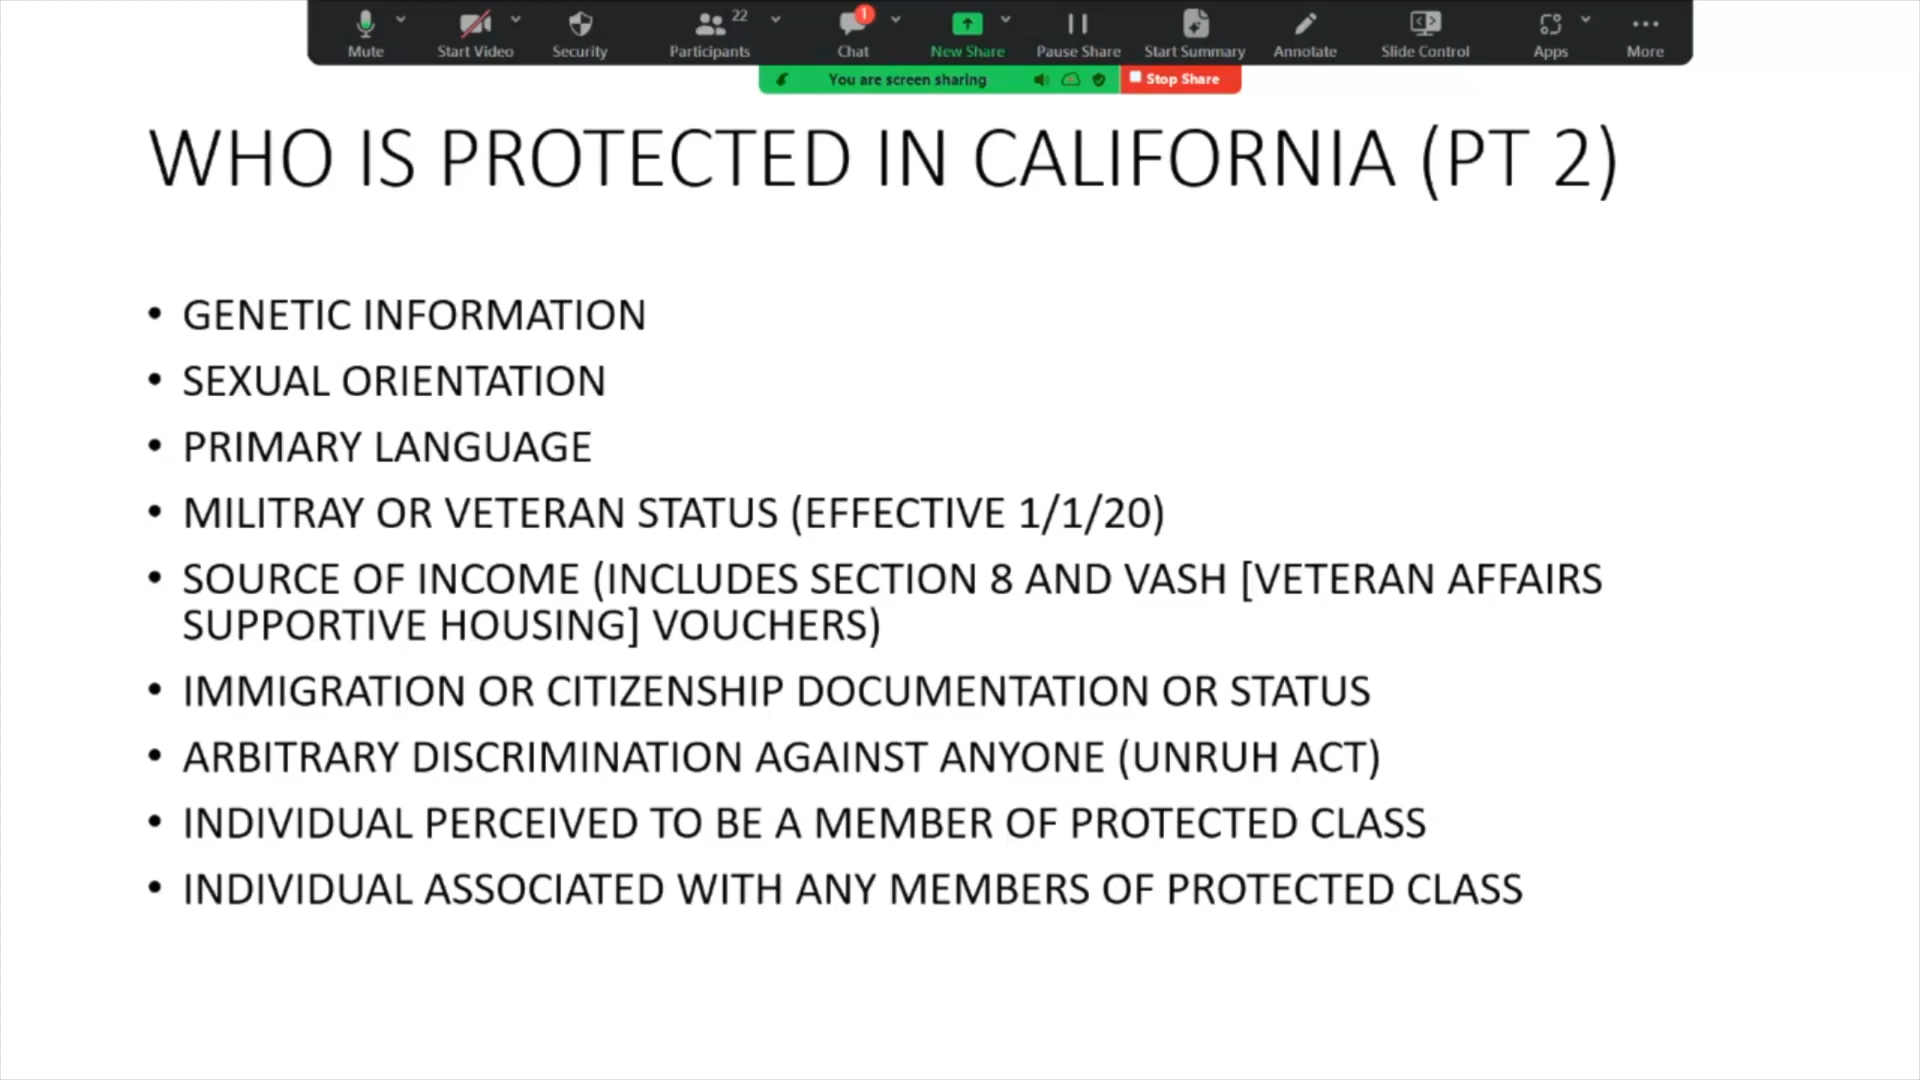 22
1
Mute
Start Video
Security
Participants
Chat
New Share
Pause Share
Start Summary
Annotate
Slide Control
Apps
More
You are screen sharing
Stop Share
WHO IS PROTECTED IN CALIFORNIA (PT 2)
• GENETIC INFORMATION
• SEXUAL ORIENTATION
• PRIMARY LANGUAGE
• MILITRAY OR VETERAN STATUS (EFFECTIVE 1/1/20)
• SOURCE OF INCOME (INCLUDES SECTION 8 AND VASH [VETERAN AFFAIRS
SUPPORTIVE HOUSING] VOUCHERS)
• IMMIGRATION OR CITIZENSHIP DOCUMENTATION OR STATUS
• ARBITRARY DISCRIMINATION AGAINST ANYONE (UNRUH ACT)
• INDIVIDUAL PERCEIVED TO BE A MEMBER OF PROTECTED CLASS
• INDIVIDUAL ASSOCIATED WITH ANY MEMBERS OF PROTECTED CLASS